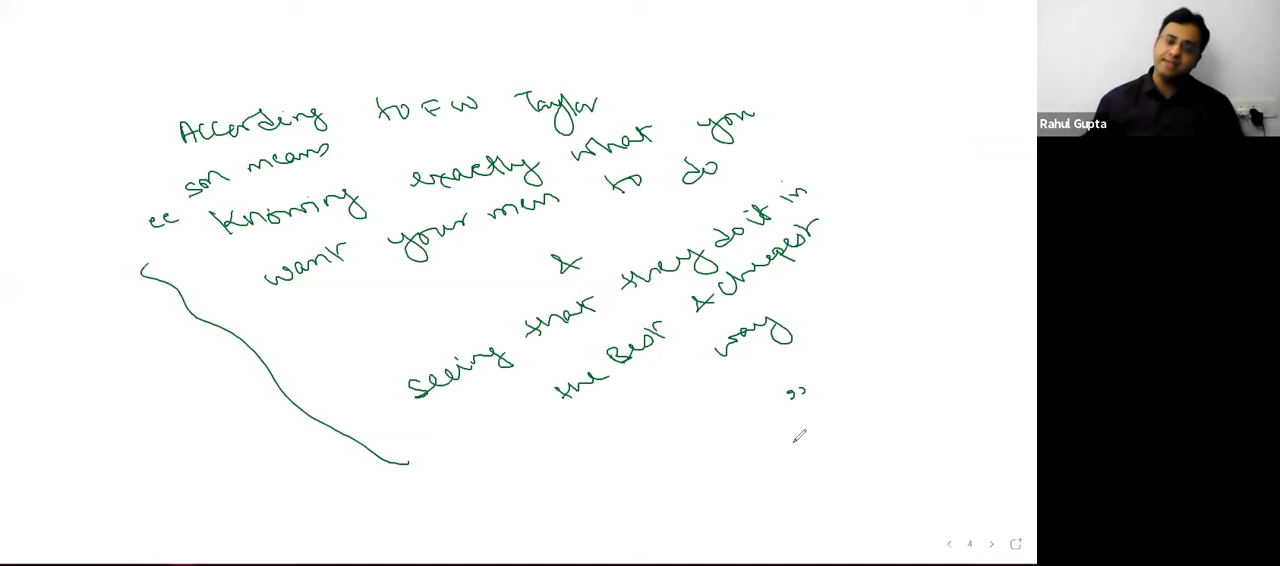 According to F W Taylor
som means
“ Knowing exactly what you
want your men to do
&
seeing that they do it in
the Best & cheapest
way
”
Rahul Gupta
4